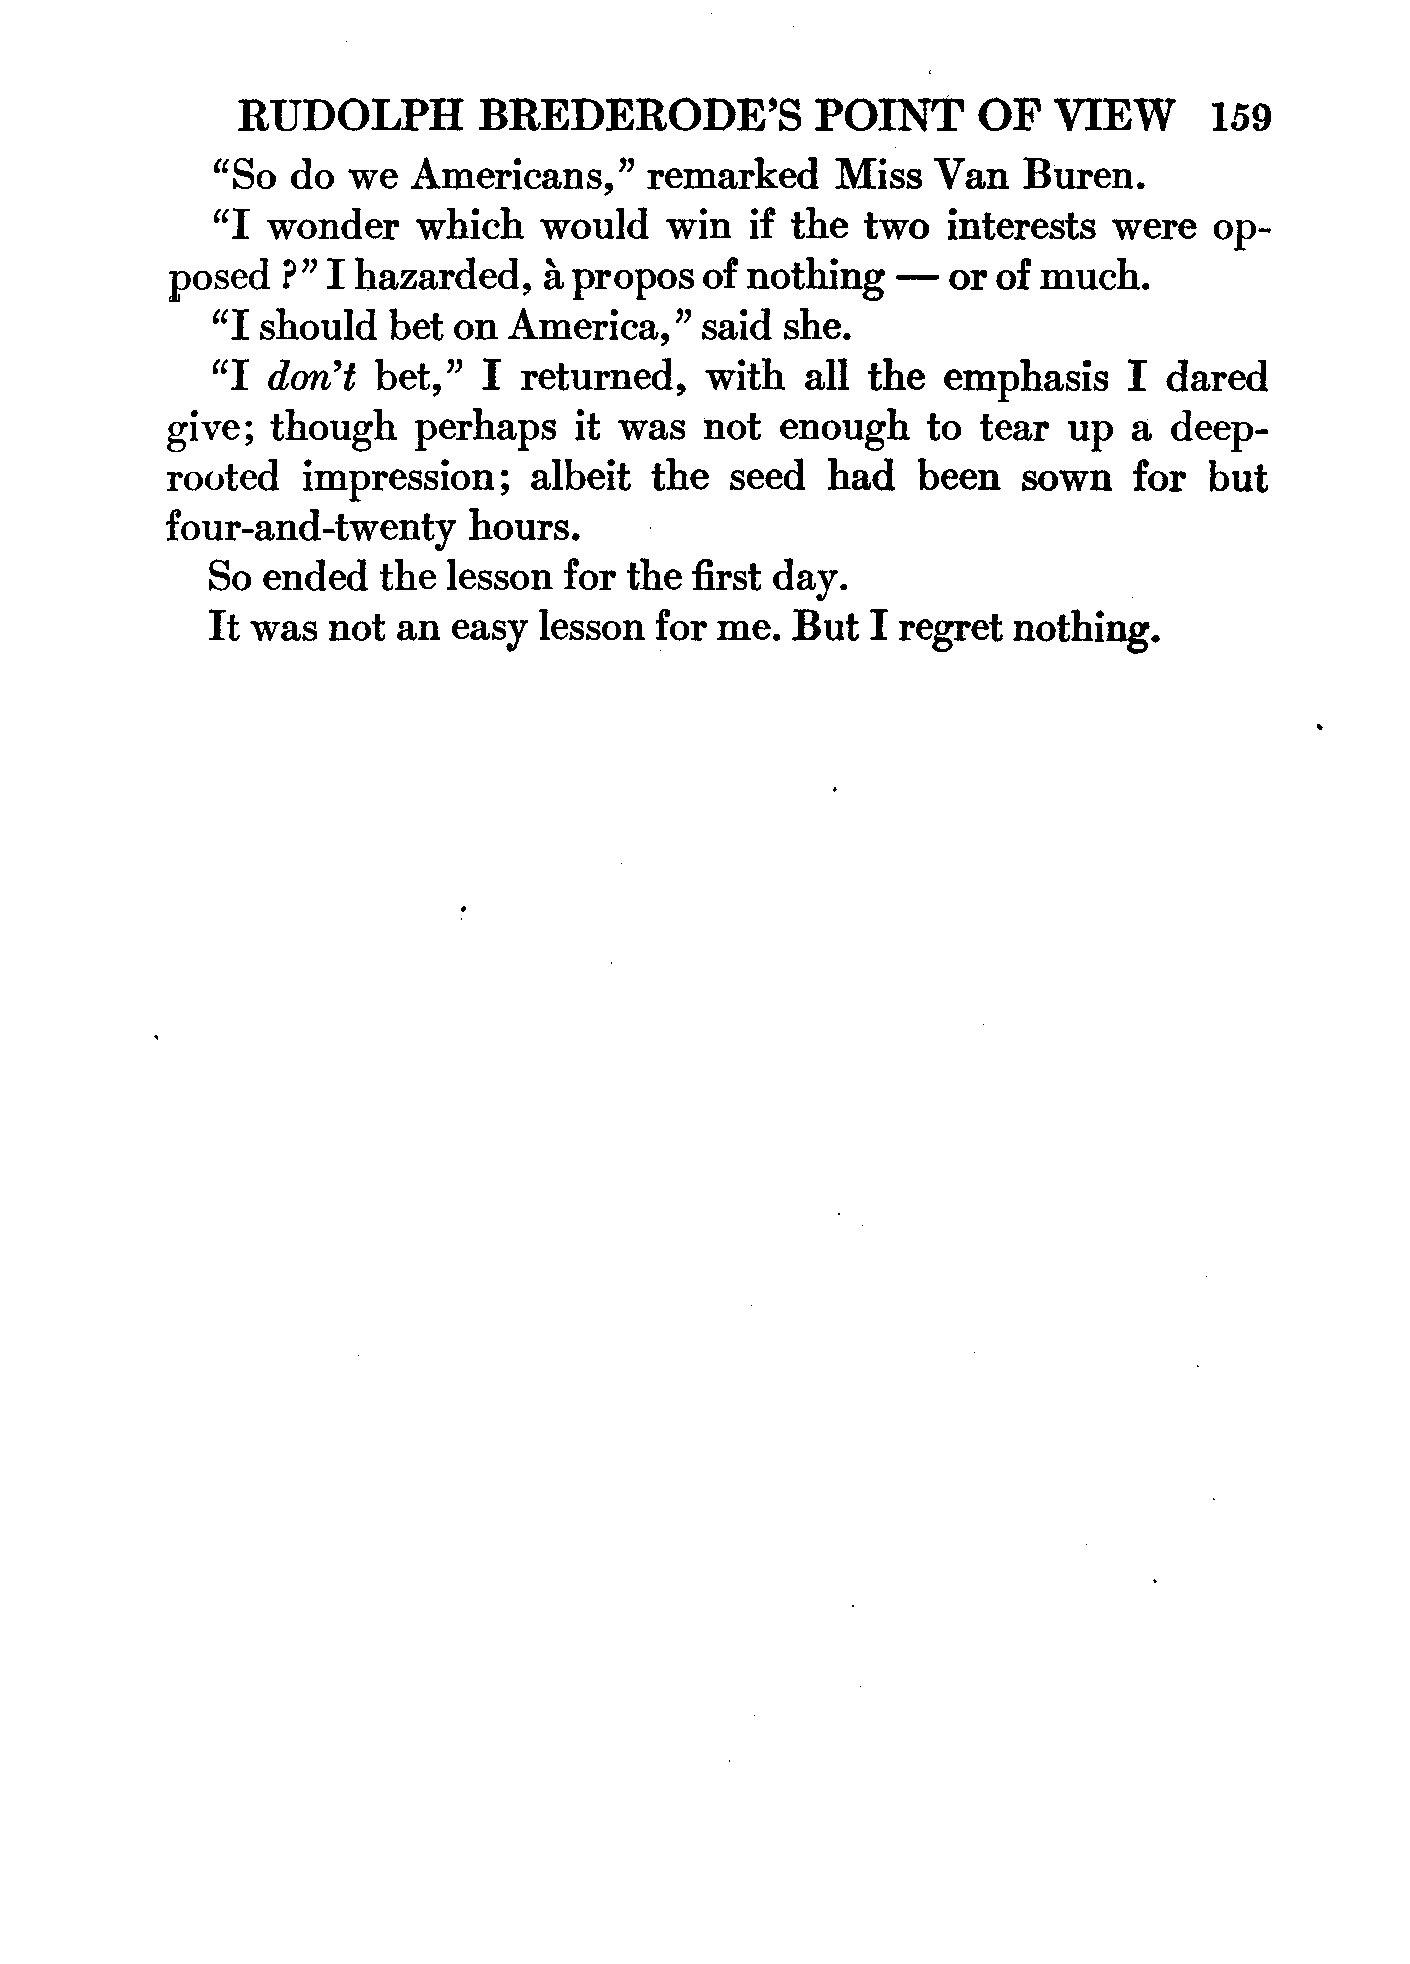 RUDOLPH BREDERODE'S POINT OF VIEW 159
"So do we Americans," remarked Miss Van Buren.
"I wonder which would win if the two interests were op-
posed?" I hazarded, à propos of nothing — or of much.
"I should bet on America," said she.
"I don't bet," I returned, with all the emphasis I dared
give; though perhaps it was not enough to tear up a deep-
rooted impression; albeit the seed had been sown for but
four-and-twenty hours.
So ended the lesson for the first day.
It was not an easy lesson for me. But I regret nothing.